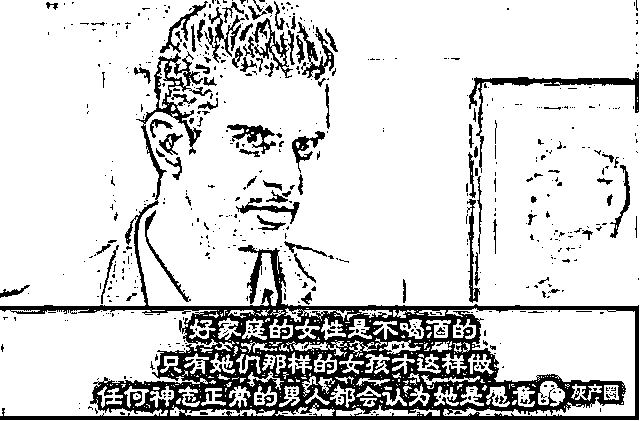 好家庭的女性是不喝酒的
只有她们那样的女孩才这样做
任何神志正常的男人都会认为她是愿意的
灰产圈